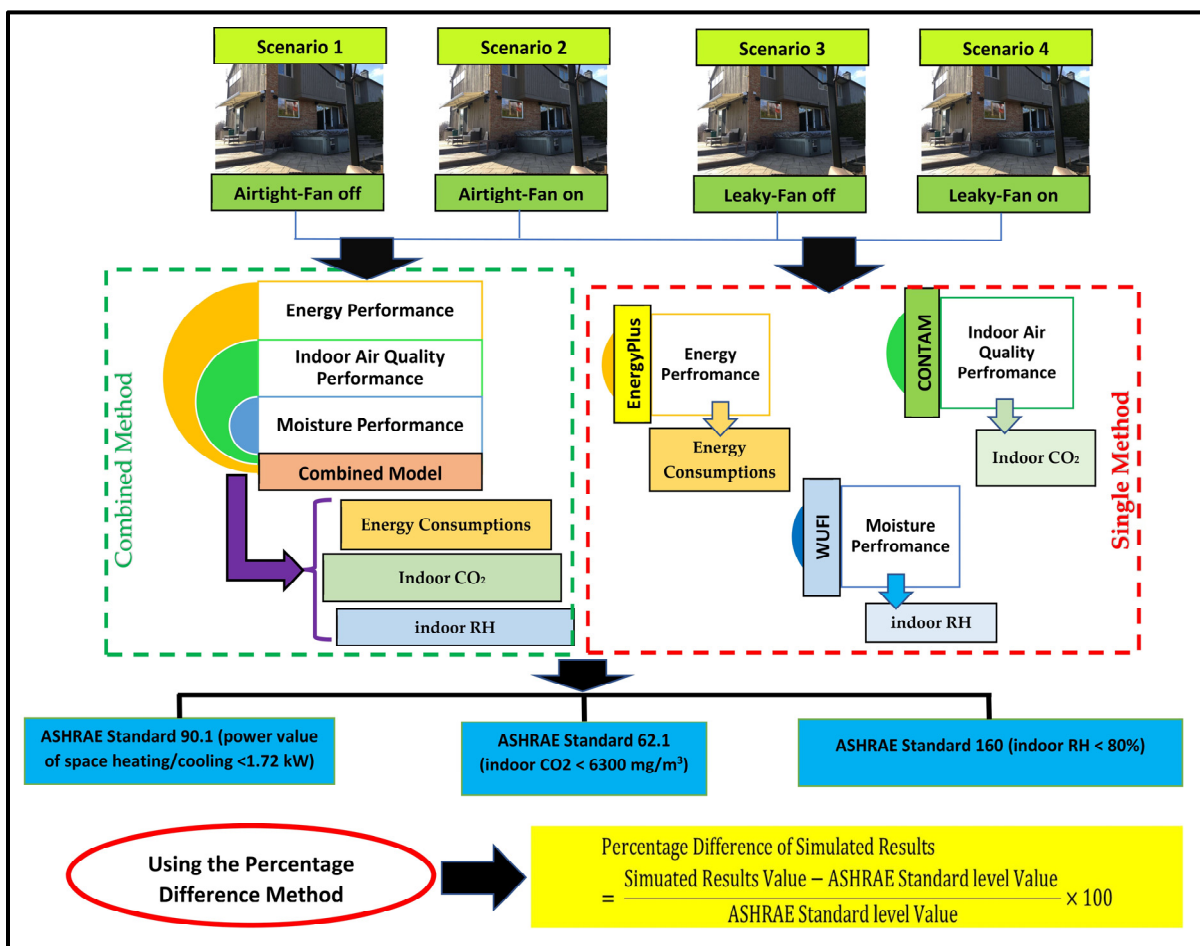 Scenario 1
Scenario 2
Scenario 3
Scenario 4
Airtight-Fan off
Airtight-Fan on
Leaky-Fan off
Leaky-Fan on
Combined Method
Energy Performance
Indoor Air Quality
Performance
Moisture Performance
Combined Model
Energy Consumptions
Indoor CO₂
indoor RH
EnergyPlus
Energy
Perfromance
Energy
Consumptions
CONTAM
Indoor Air
Quality
Perfromance
Indoor CO₂
WUFI
Moisture
Perfromance
indoor RH
Single Method
ASHRAE Standard 90.1 (power value
of space heating/cooling <1.72 kW)
ASHRAE Standard 62.1
(indoor CO2 < 6300 mg/m³)
ASHRAE Standard 160 (indoor RH < 80%)
Using the Percentage
Difference Method
Percentage Difference of Simulated Results
= Simuated Results Value − ASHRAE Standard level Value
ASHRAE Standard level Value × 100